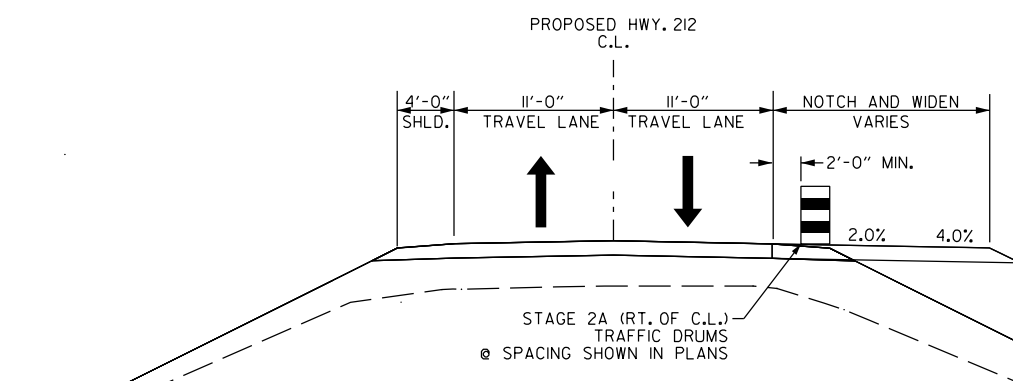 PROPOSED HWY. 212
C.L.
4'-0" 11'-0" 11'-0" NOTCH AND WIDEN
SHLD. TRAVEL LANE TRAVEL LANE VARIES
2'-0" MIN.
2.0% 4.0%
STAGE 2A (RT. OF C.L.)
TRAFFIC DRUMS
@ SPACING SHOWN IN PLANS